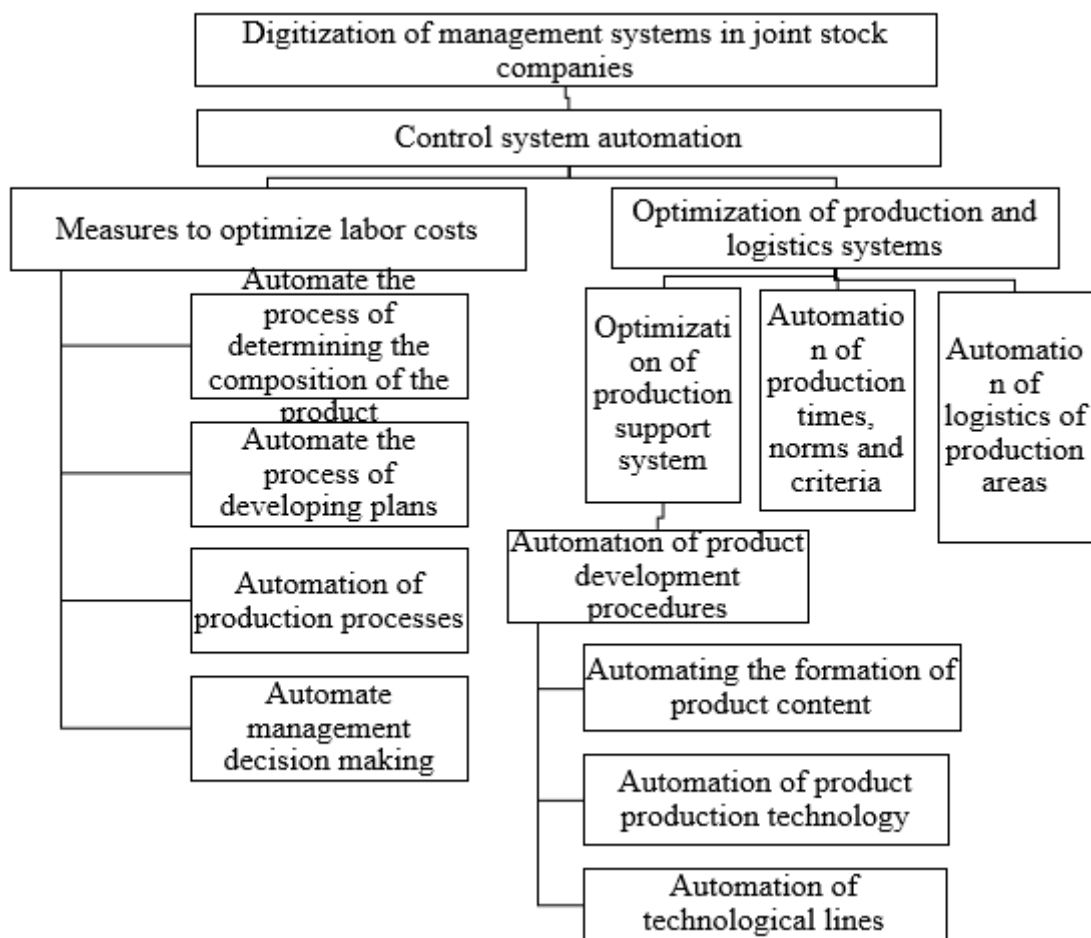 Digitization of management systems in joint stock
companies
Control system automation
Measures to optimize labor costs
Automate the
process of
determining the
composition of the
product
Automate the
process of
developing plans
Automation of
production processes
Automate
management
decision making
Optimization of production and
logistics systems
Optimizati
on of
production
support
system
Automatio
n of
production
times,
norms and
criteria
Automatio
n of
logistics of
production
areas
Automation of product
development
procedures
Automating the formation of
product content
Automation of product
production technology
Automation of
technological lines